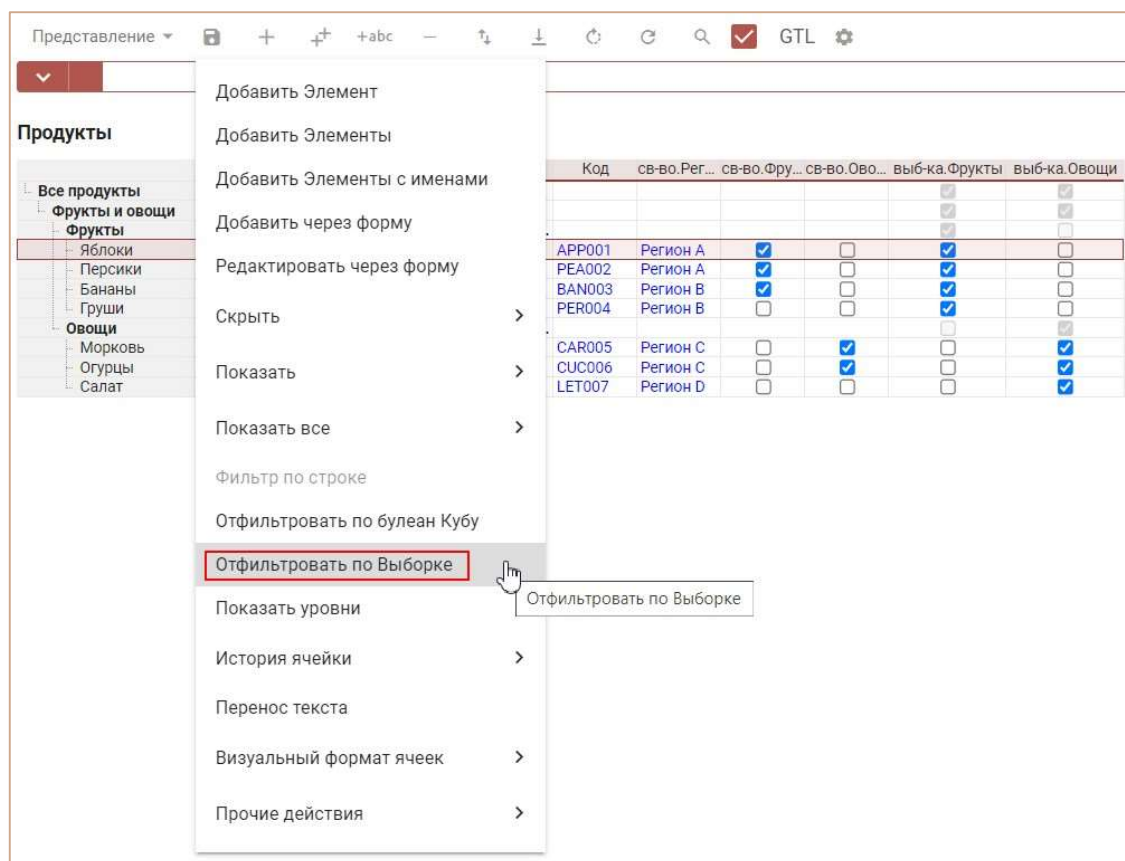 Представление +abc GTL
Продукты
Код св-во.Рег... св-во.Фру... св-во.Ово... выб-ка.Фрукты выб-ка.Овощи
Все продукты
Фрукты и овощи
Фрукты
Яблоки APP001 Регион A
Персики PEA002 Регион A
Бананы BAN003 Регион B
Груши PER004 Регион B
Овощи
Морковь CAR005 Регион C
Огурцы CUC006 Регион C
Салат LET007 Регион D
Добавить Элемент
Добавить Элементы
Добавить Элементы с именами
Добавить через форму
Редактировать через форму
Скрыть
Показать
Показать все
Фильтр по строке
Отфильтровать по булеан Кубу
Отфильтровать по Выборке
Отфильтровать по Выборке
Показать уровни
История ячейки
Перенос текста
Визуальный формат ячеек
Прочие действия